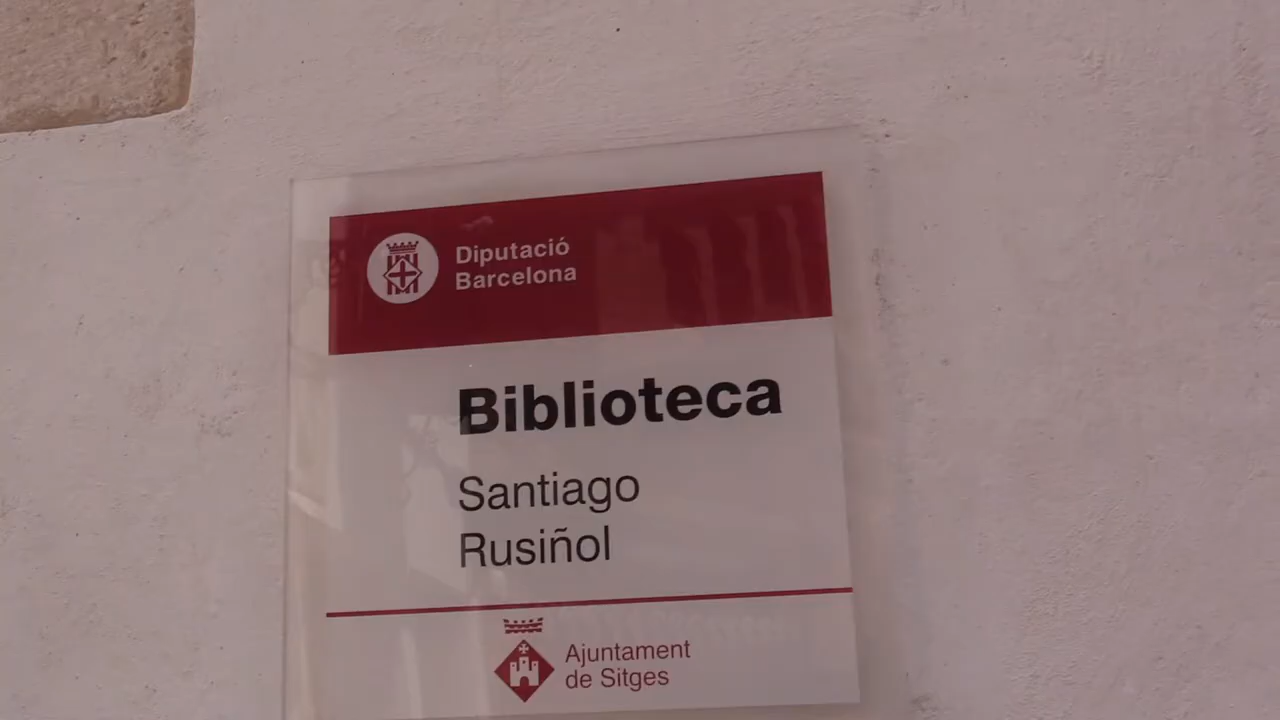 Diputació
Barcelona
Biblioteca
Santiago
Rusiñol
Ajuntament
de Sitges